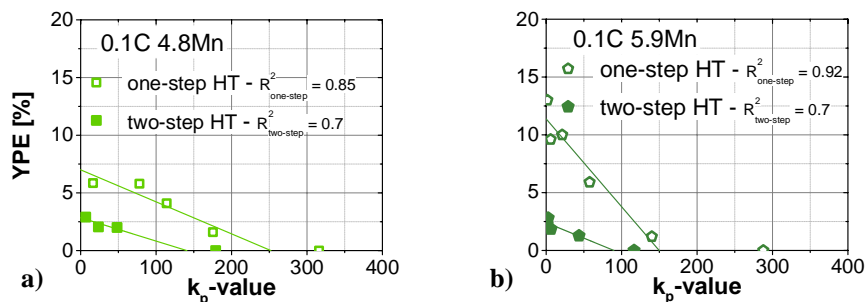 0.1C 4.8Mn
one-step HT - R²one-step = 0.85
two-step HT - R²two-step = 0.7
YPE [%]
20
15
10
5
0
0 100 200 300 400
kp-value
a)
0.1C 5.9Mn
one-step HT - R²one-step = 0.92
two-step HT - R²two-step = 0.7
20
15
10
5
0
0 100 200 300 400
kp-value
b)